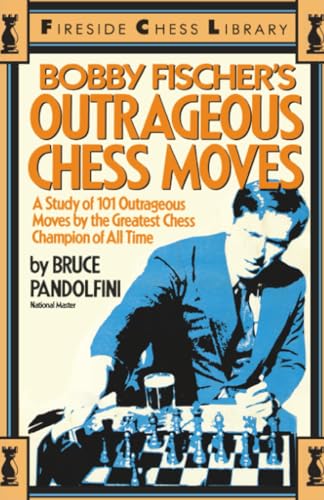 FIRESIDE CHESS LIBRARY
BOBBY FISCHER'S
OUTRAGEOUS
CHESS MOVES
A Study of 101 Outrageous
Moves by the Greatest Chess
Champion of All Time
by BRUCE
PANDOLFINI
National Master